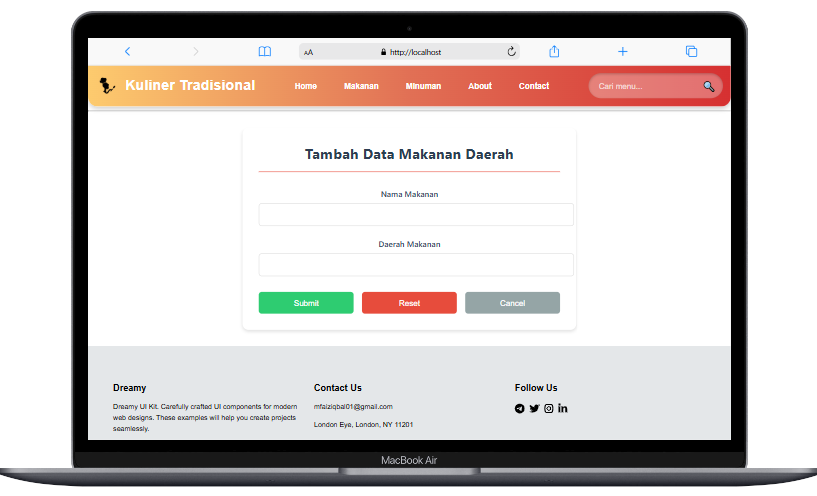 AA
http://localhost
Kuliner Tradisional
Home
Makanan
Minuman
About
Contact
Cari menu...
Tambah Data Makanan Daerah
Nama Makanan
Daerah Makanan
Submit
Reset
Cancel
Dreamy
Dreamy UI Kit. Carefully crafted UI components for modern
web designs. These examples will help you create projects
seamlessly.
Contact Us
mfaiziqbal01@gmail.com
London Eye, London, NY 11201
Follow Us
MacBook Air